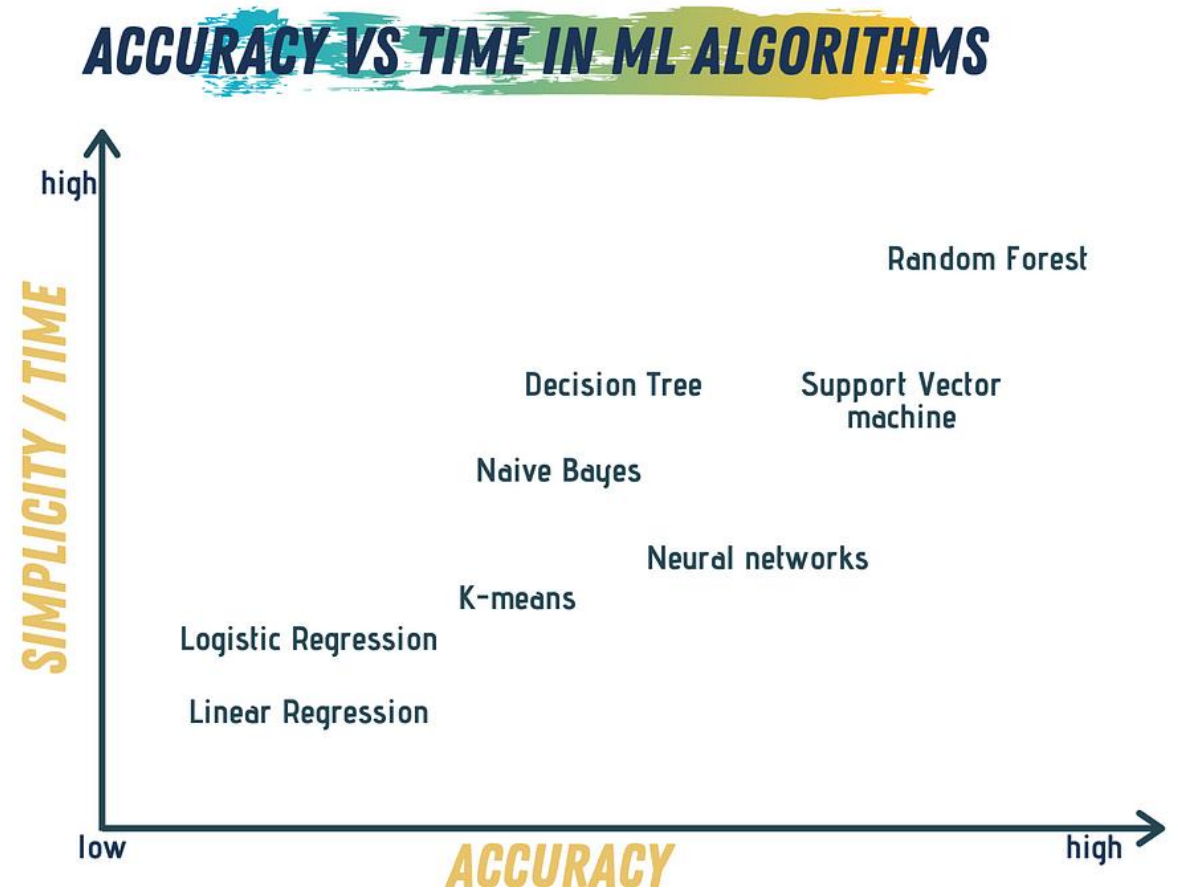 ACCURACY VS TIME IN ML ALGORITHMS
high
SIMPLICITY / TIME
Random Forest
Decision Tree
Support Vector
machine
Naive Bayes
Neural networks
K-means
Logistic Regression
Linear Regression
low
ACCURACY
high